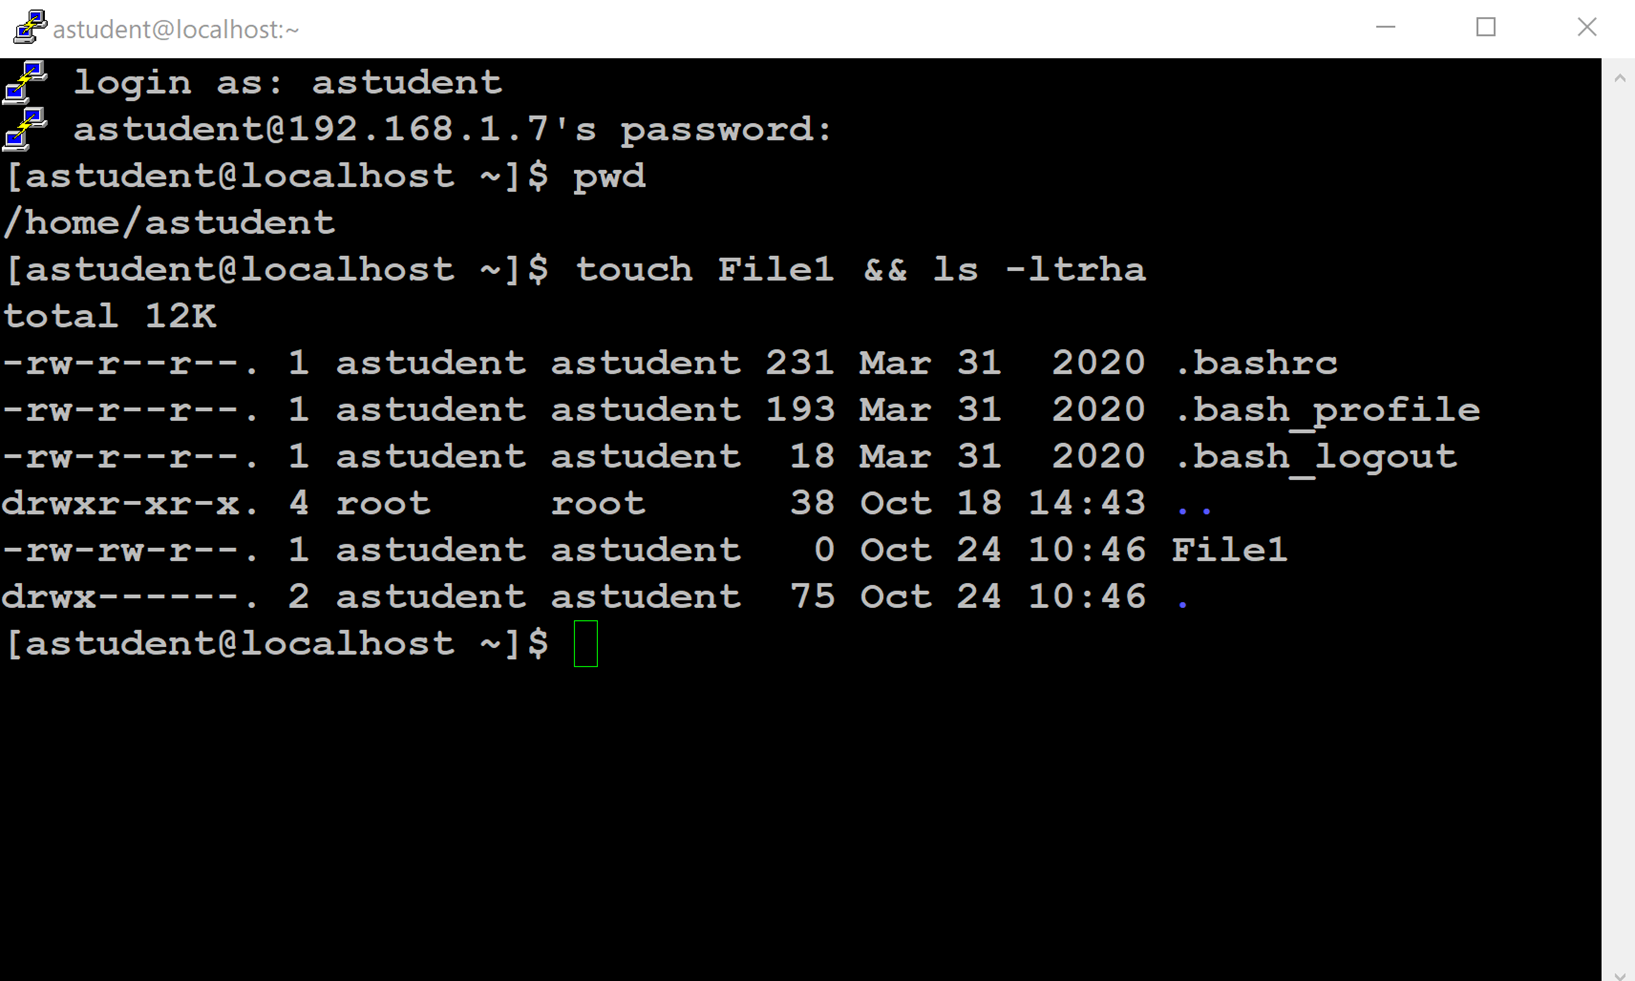 astudent@localhost:~
login as: astudent
astudent@192.168.1.7's password:
[astudent@localhost ~]$ pwd
/home/astudent
[astudent@localhost ~]$ touch File1 && ls -ltrha
total 12K
-rw-r--r--. 1 astudent astudent 231 Mar 31  2020 .bashrc
-rw-r--r--. 1 astudent astudent 193 Mar 31  2020 .bash_profile
-rw-r--r--. 1 astudent astudent  18 Mar 31  2020 .bash_logout
drwxr-xr-x. 4 root     root      38 Oct 18 14:43 ..
-rw-rw-r--. 1 astudent astudent   0 Oct 24 10:46 File1
drwx------. 2 astudent astudent  75 Oct 24 10:46 .
[astudent@localhost ~]$